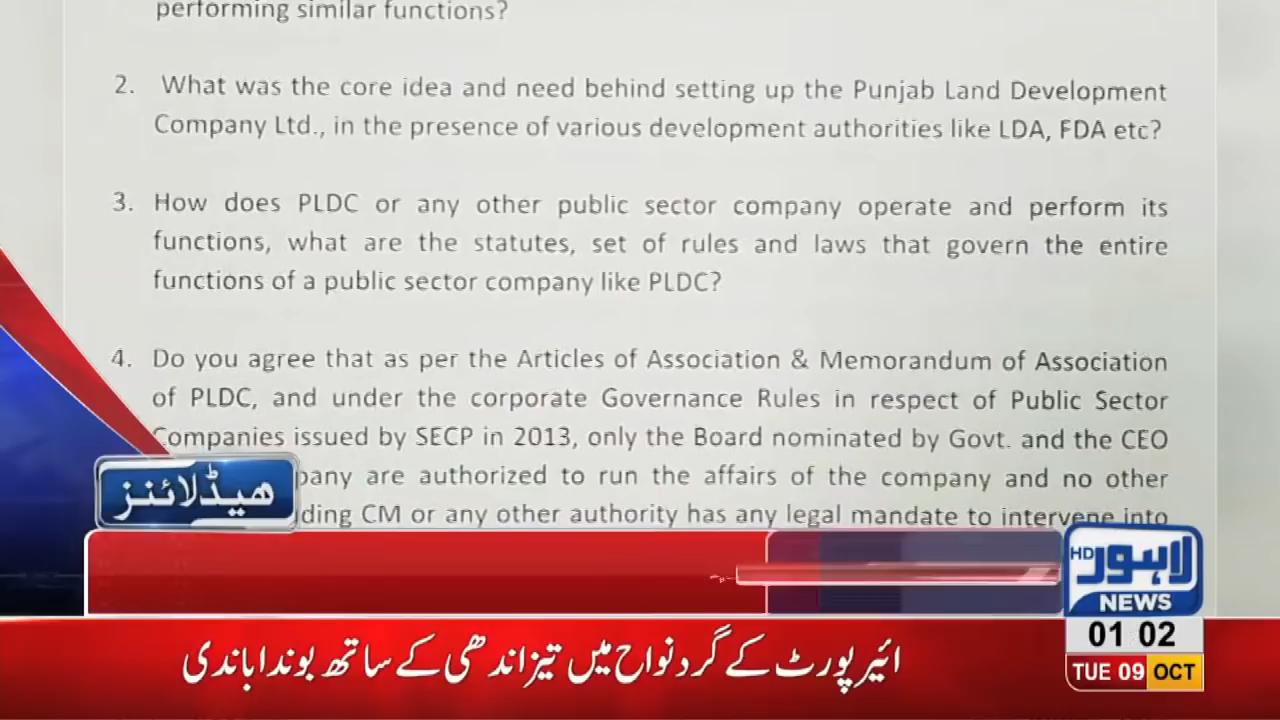 performing similar functions?
2. What was the core idea and need behind setting up the Punjab Land Development
Company Ltd., in the presence of various development authorities like LDA, FDA etc?
3. How does PLDC or any other public sector company operate and perform its
functions, what are the statutes, set of rules and laws that govern the entire
functions of a public sector company like PLDC?
4. Do you agree that as per the Articles of Association & Memorandum of Association
of PLDC, and under the corporate Governance Rules in respect of Public Sector
Companies issued by SECP in 2013, only the Board nominated by Govt. and the CEO
pany are authorized to run the affairs of the company and no other
ding CM or any other authority has any legal mandate to intervene into
ھیڈلائنز
HD لاہور
NEWS
01 02
TUE 09 OCT
ائیرپورٹ کے گردنواح میں تیزاندھی کے ساتھ بونداباندی